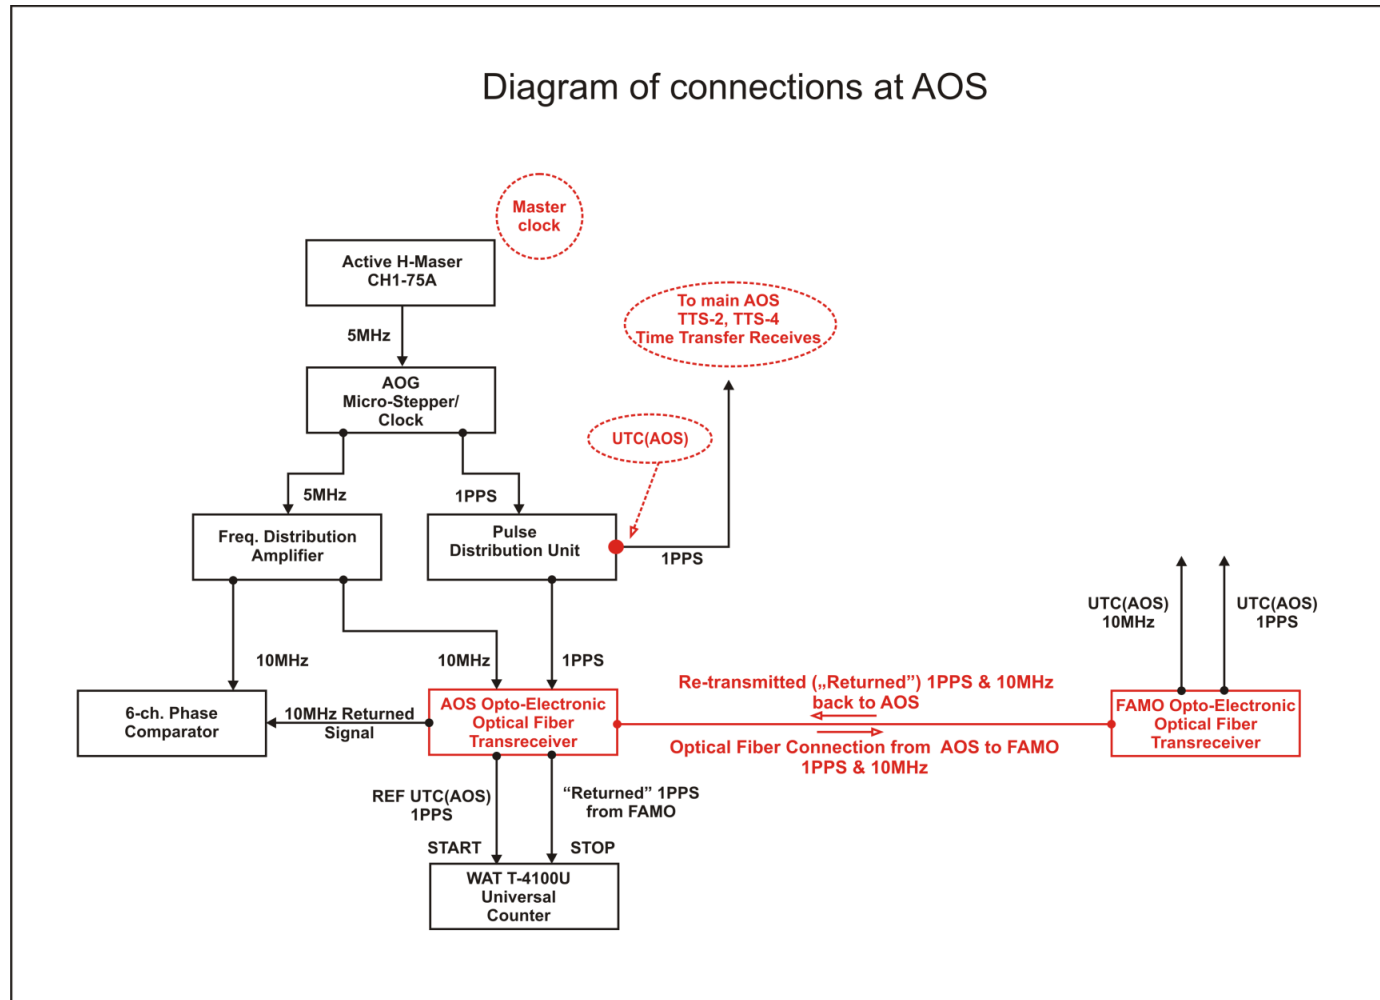 Diagram of connections at AOS
Master
clock
Active H-Maser
CH1-75A
To main AOS
TTS-2, TTS-4
Time Transfer Receives
5MHz
AOG
Micro-Stepper/
Clock
UTC(AOS)
5MHz
1PPS
Freq. Distribution
Amplifier
Pulse
Distribution Unit
1PPS
UTC(AOS)
10MHz
UTC(AOS)
1PPS
10MHz
10MHz
1PPS
Re-transmitted („Returned”) 1PPS & 10MHz
back to AOS
6-ch. Phase
Comparator
10MHz Returned
Signal
AOS Opto-Electronic
Optical Fiber
Transreceiver
FAMO Opto-Electronic
Optical Fiber
Transreceiver
Optical Fiber Connection from AOS to FAMO
1PPS & 10MHz
REF UTC(AOS)
1PPS
“Returned” 1PPS
from FAMO
START
STOP
WAT T-4100U
Universal
Counter